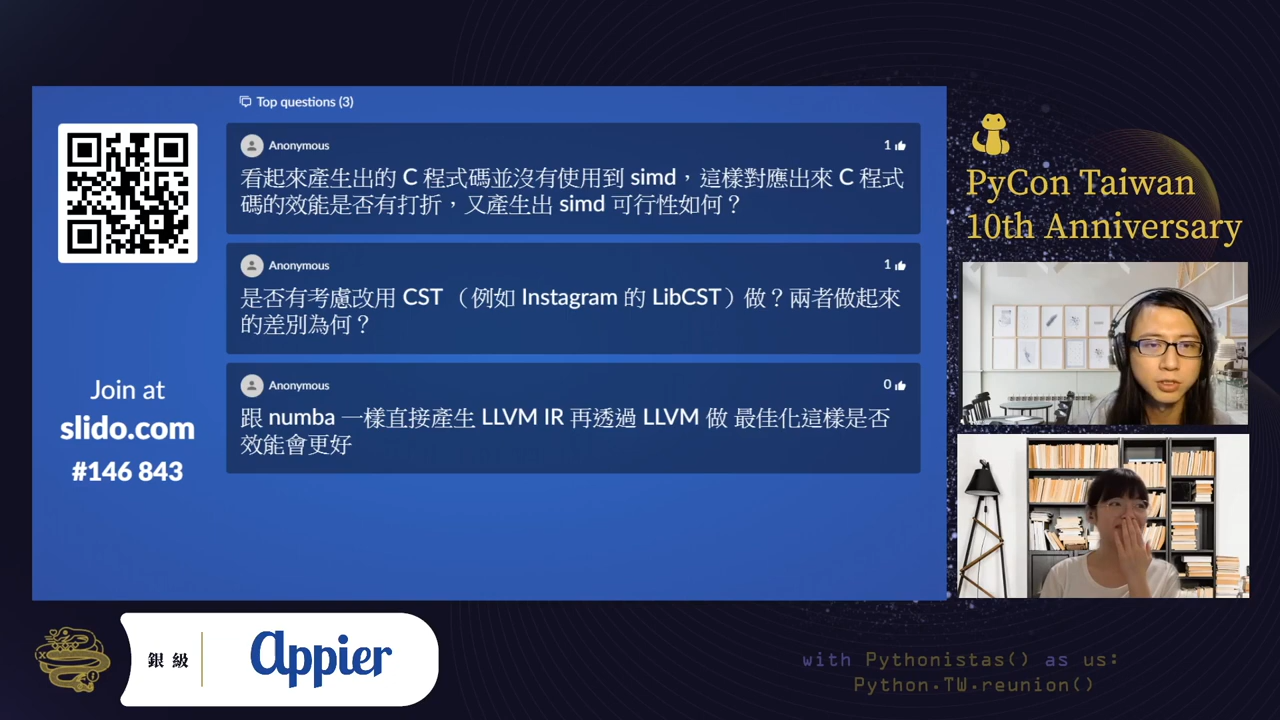 Top questions (3)
Anonymous
1
看起來產生出的 C 程式碼並沒有使用到 simd，這樣對應出來 C 程式
碼的效能是否有打折，又產生出 simd 可行性如何？
Anonymous
1
是否有考慮改用 CST （例如 Instagram 的 LibCST）做？兩者做起來
的差別為何？
Anonymous
0
跟 numba 一樣直接產生 LLVM IR 再透過 LLVM 做 最佳化這樣是否
效能會更好
Join at
slido.com
#146 843
PyCon Taiwan
10th Anniversary
銀級
appier
with Pythonistas() as us:
Python.TW.reunion()